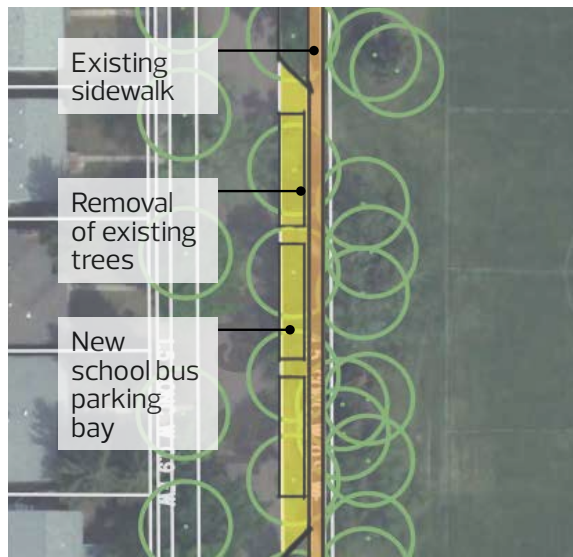 Existing
sidewalk
Removal
of existing
trees
New
school bus
parking
bay